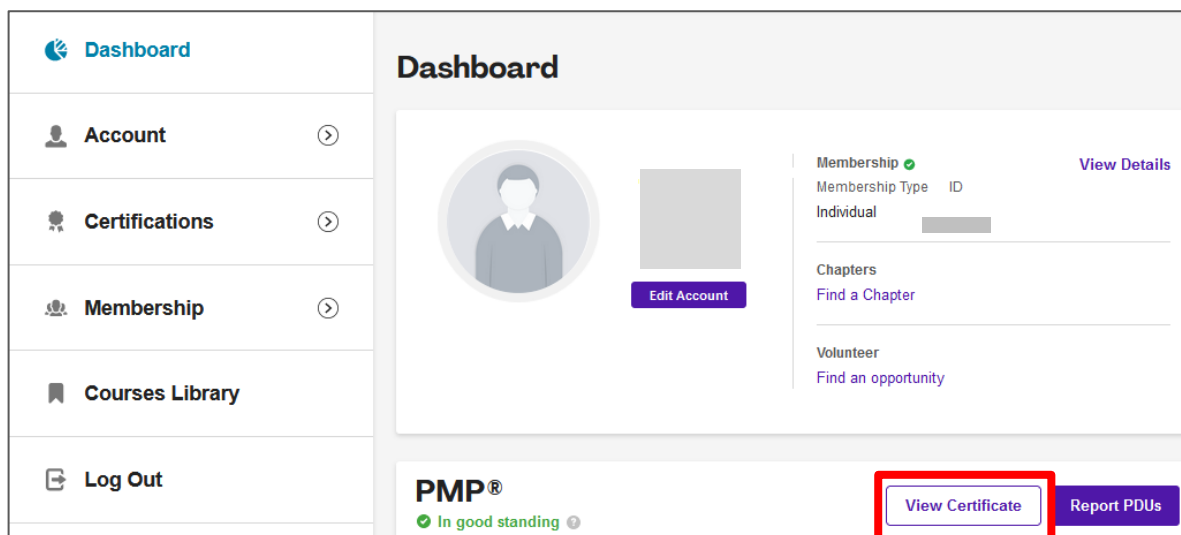 Dashboard
Account
Certifications
Membership
Courses Library
Log Out
Dashboard
Edit Account
Membership
View Details
Membership Type ID
Individual
Chapters
Find a Chapter
Volunteer
Find an opportunity
PMP®
In good standing ?
View Certificate
Report PDUs